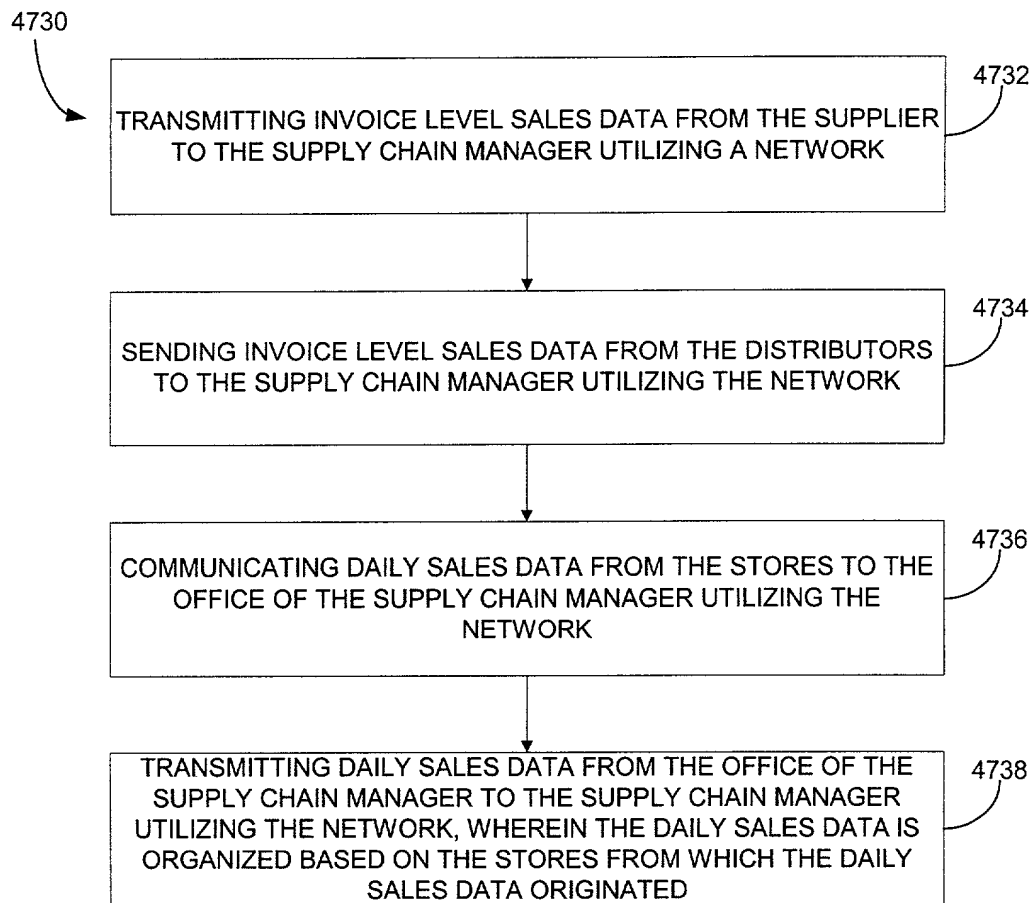 4730
4732
TRANSMITTING INVOICE LEVEL SALES DATA FROM THE SUPPLIER
TO THE SUPPLY CHAIN MANAGER UTILIZING A NETWORK
4734
SENDING INVOICE LEVEL SALES DATA FROM THE DISTRIBUTORS
TO THE SUPPLY CHAIN MANAGER UTILIZING THE NETWORK
4736
COMMUNICATING DAILY SALES DATA FROM THE STORES TO THE
OFFICE OF THE SUPPLY CHAIN MANAGER UTILIZING THE
NETWORK
4738
TRANSMITTING DAILY SALES DATA FROM THE OFFICE OF THE
SUPPLY CHAIN MANAGER TO THE SUPPLY CHAIN MANAGER
UTILIZING THE NETWORK, WHEREIN THE DAILY SALES DATA IS
ORGANIZED BASED ON THE STORES FROM WHICH THE DAILY
SALES DATA ORIGINATED